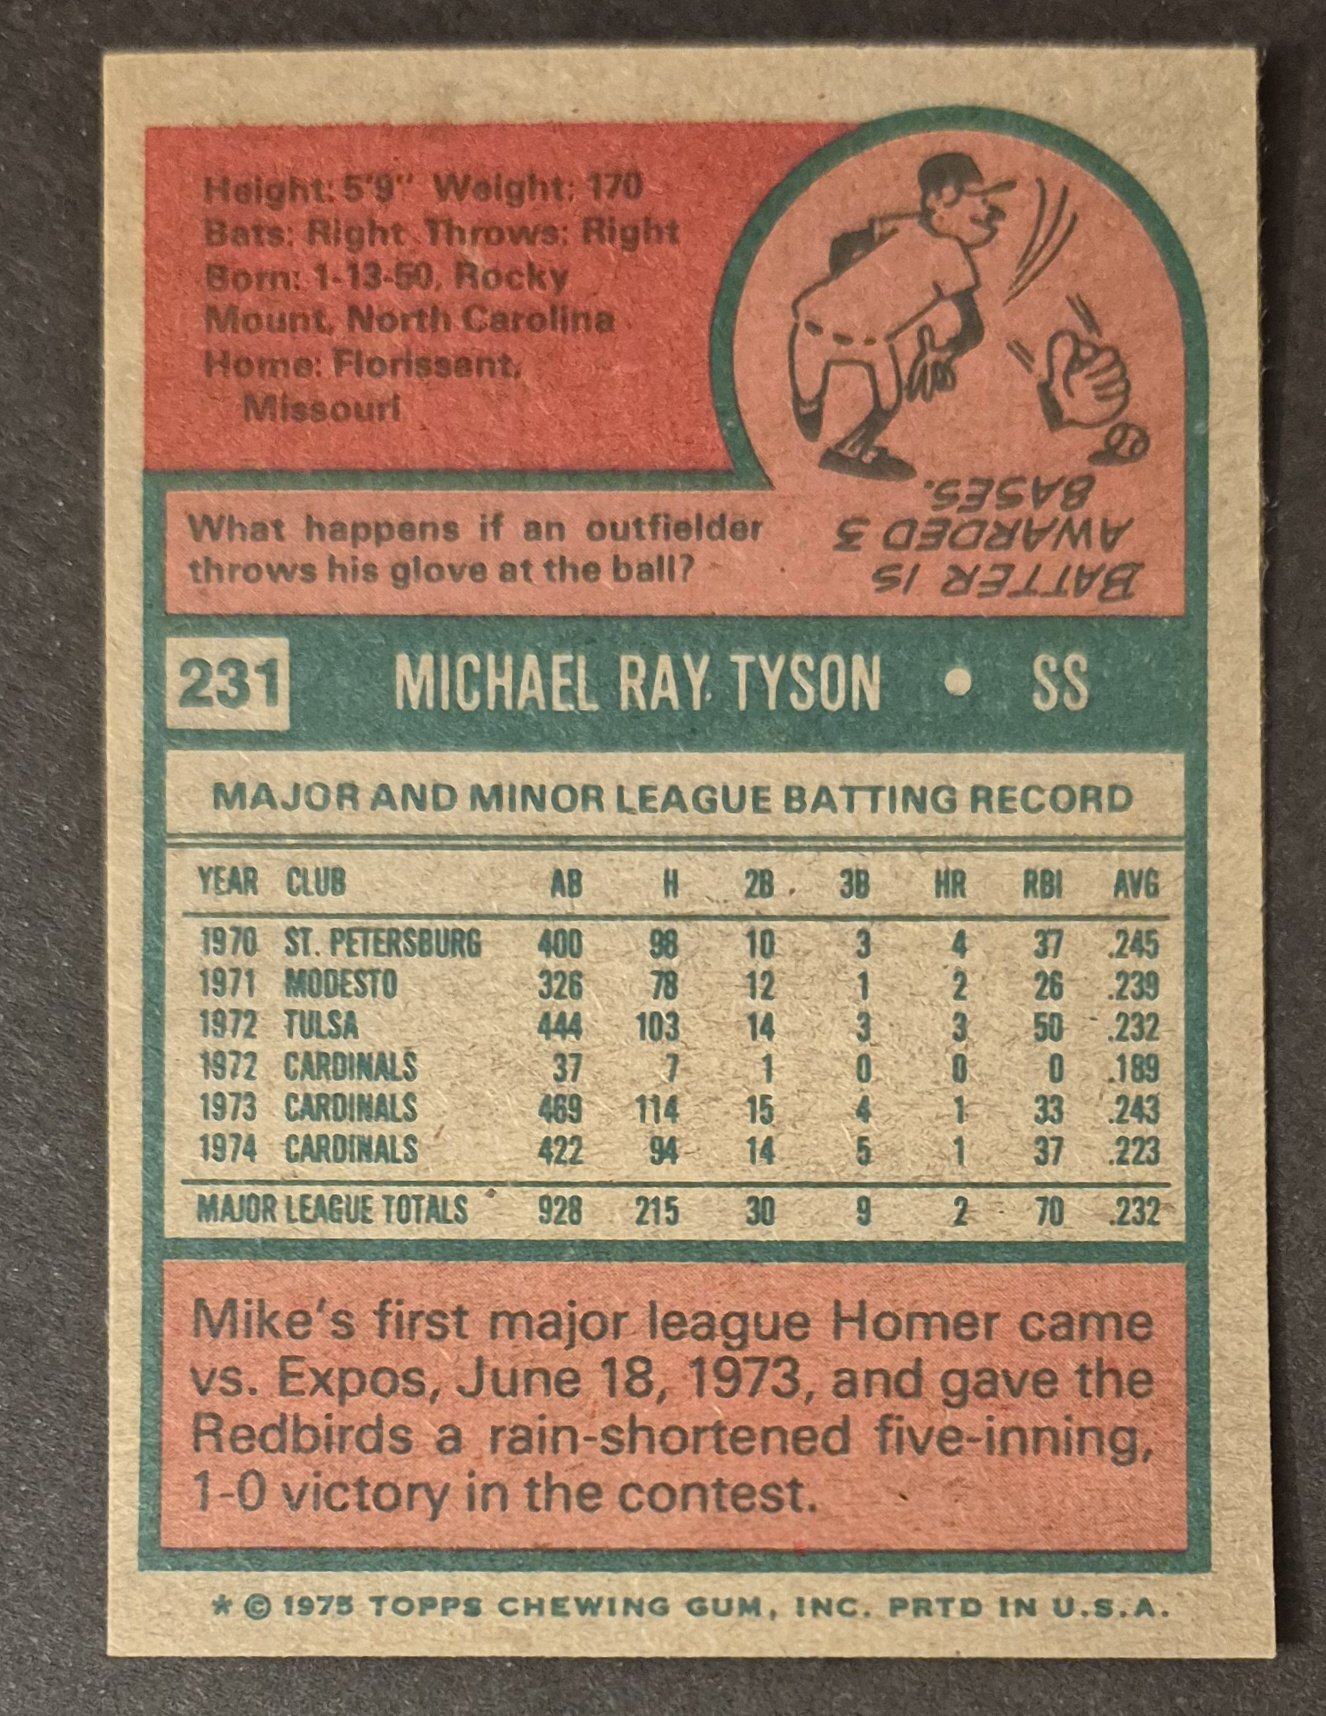 Height: 5'9" Weight: 170
Bats: Right Throws: Right
Born: 1-13-50, Rocky
Mount, North Carolina
Home: Florissant,
Missouri
What happens if an outfielder
throws his glove at the ball?
BATTER IS
AWARDED 3
BASES.
231 MICHAEL RAY TYSON • SS
MAJOR AND MINOR LEAGUE BATTING RECORD
YEAR CLUB AB H 2B 3B HR RBI AVG
1970 ST. PETERSBURG 400 98 10 3 4 37 .245
1971 MODESTO 326 78 12 1 2 26 .239
1972 TULSA 444 103 14 3 3 50 .232
1972 CARDINALS 37 7 1 0 0 0 .189
1973 CARDINALS 469 114 15 4 1 33 .243
1974 CARDINALS 422 94 14 5 1 37 .223
MAJOR LEAGUE TOTALS 928 215 30 9 2 70 .232
Mike's first major league Homer came
vs. Expos, June 18, 1973, and gave the
Redbirds a rain-shortened five-inning,
1-0 victory in the contest.
* © 1975 TOPPS CHEWING GUM, INC. PRTD IN U.S.A.